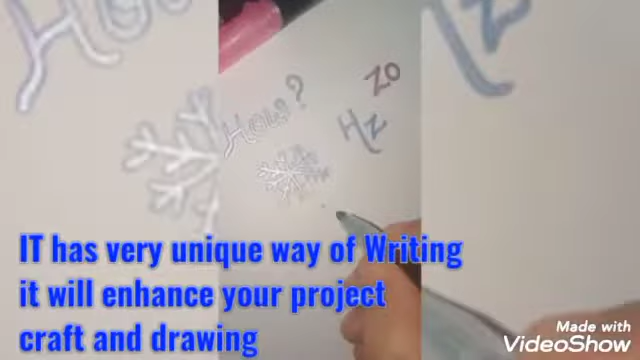 How?
ZO
HZ
IT has very unique way of Writing
it will enhance your project
craft and drawing
Made with
VideoShow